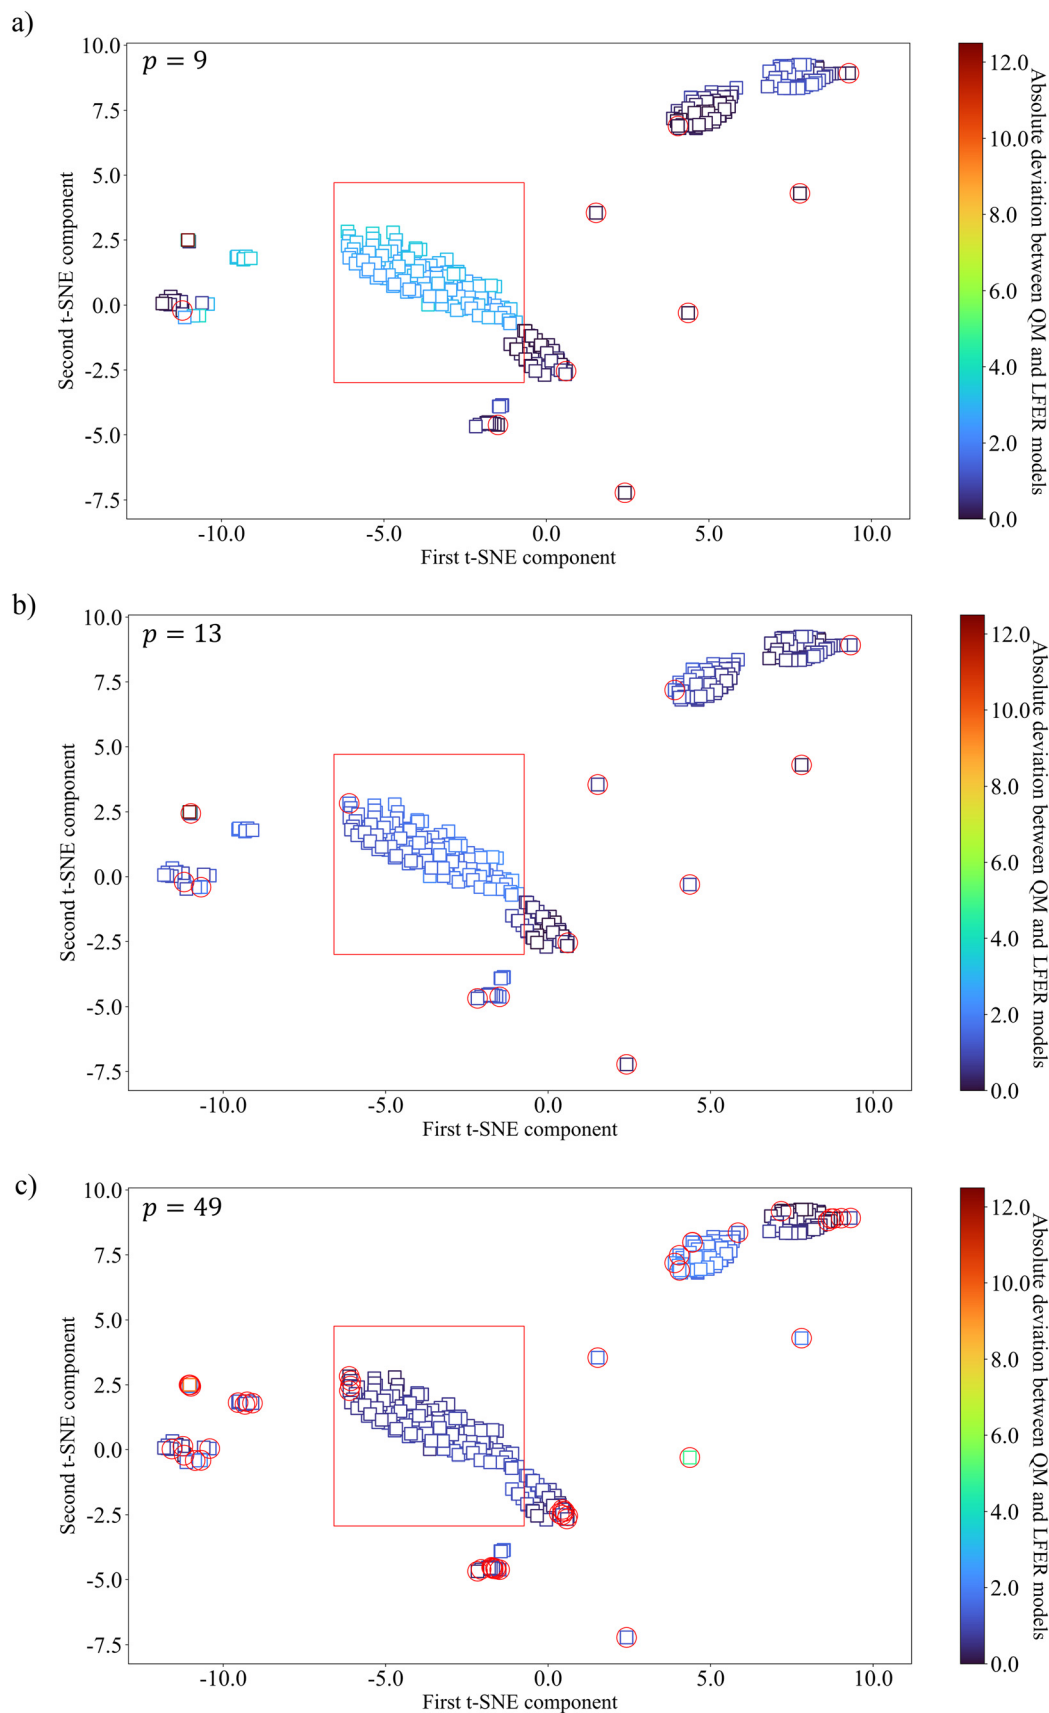 a)
p = 9
10.0
7.5
5.0
2.5
0.0
-2.5
-5.0
-7.5
Second t-SNE component
-10.0 -5.0 0.0 5.0 10.0
First t-SNE component
12.0
10.0
8.0
6.0
4.0
2.0
0.0
Absolute deviation between QM and LFER models
b)
p = 13
10.0
7.5
5.0
2.5
0.0
-2.5
-5.0
-7.5
Second t-SNE component
-10.0 -5.0 0.0 5.0 10.0
First t-SNE component
12.0
10.0
8.0
6.0
4.0
2.0
0.0
Absolute deviation between QM and LFER models
c)
p = 49
10.0
7.5
5.0
2.5
0.0
-2.5
-5.0
-7.5
Second t-SNE component
-10.0 -5.0 0.0 5.0 10.0
First t-SNE component
12.0
10.0
8.0
6.0
4.0
2.0
0.0
Absolute deviation between QM and LFER models